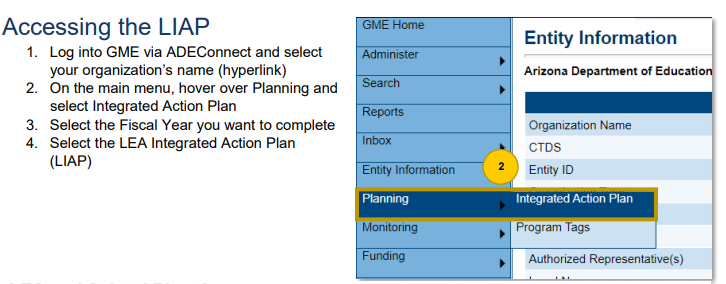 Accessing the LIAP
1. Log into GME via ADEConnect and select
your organization's name (hyperlink)
2. On the main menu, hover over Planning and
select Integrated Action Plan
3. Select the Fiscal Year you want to complete
4. Select the LEA Integrated Action Plan
(LIAP)
GME Home
Administer
Search
Reports
Inbox
Entity Information
Planning
Monitoring
Funding
2
Integrated Action Plan
Program Tags
Entity Information
Arizona Department of Education
Organization Name
CTDS
Entity ID
Authorized Representative(s)